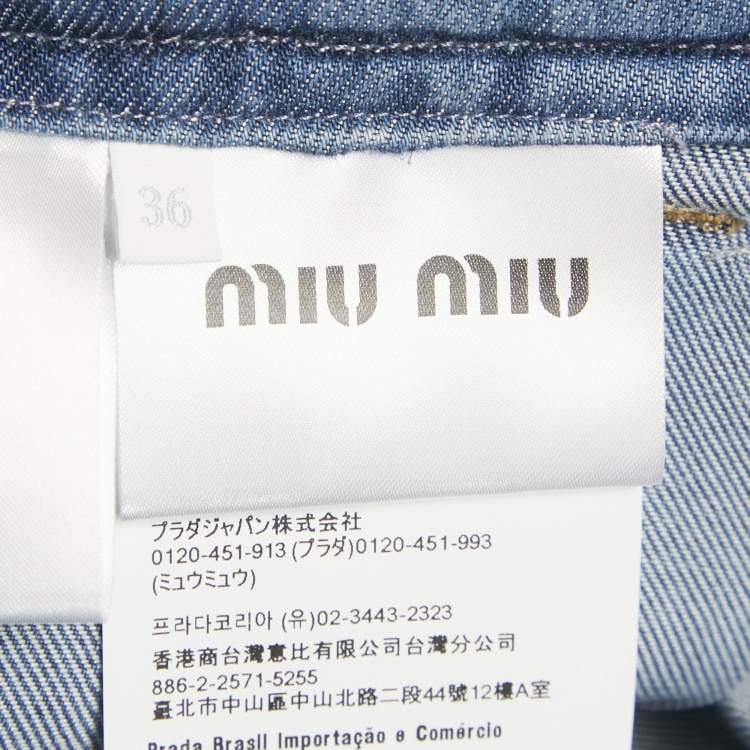 36
miu miu
プラダジャパン株式会社
0120-451-913 (プラダ)0120-451-993
(ミュウミュウ)
프라다코리아 (유)02-3443-2323
香港商台灣惠比有限公司台灣分公司
886-2-2571-5255
臺北市中山區中山北路二段44號12樓A室
Prada Brasil Importação e Comércio